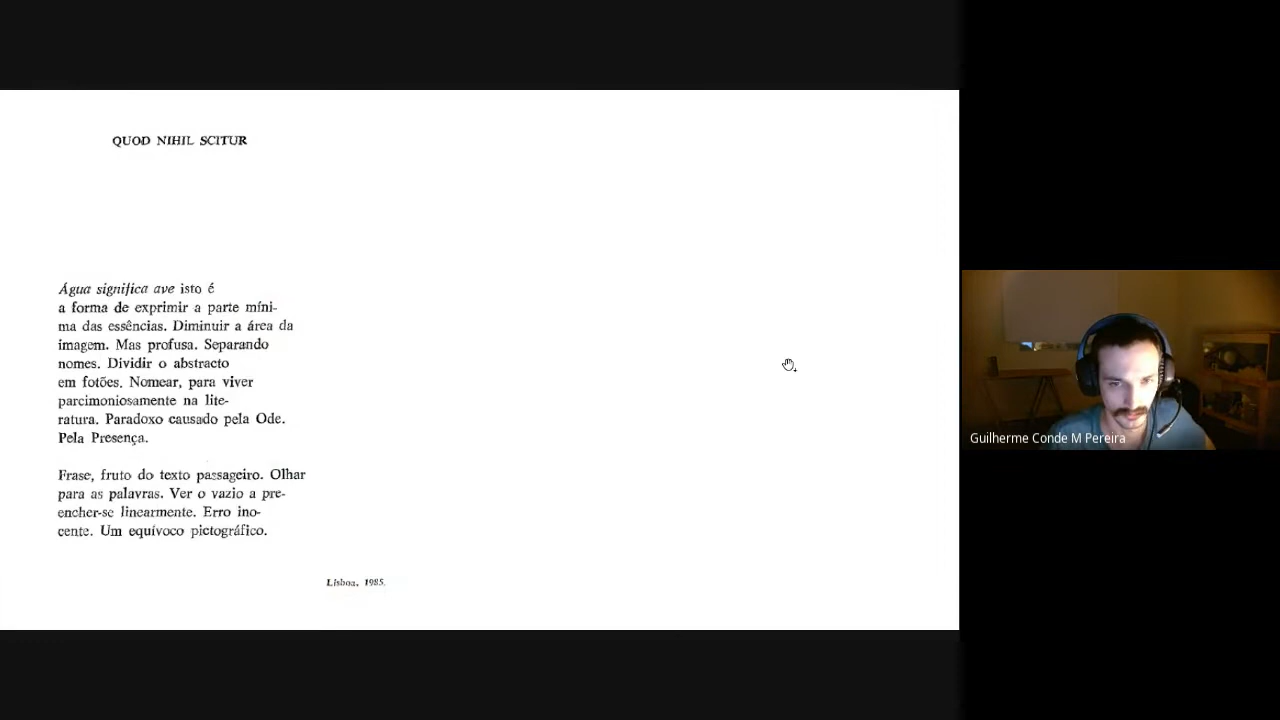 QUOD NIHIL SCITUR
Água significa ave isto é
a forma de exprimir a parte míni-
ma das essências. Diminuir a área da
imagem. Mas profusa. Separando
nomes. Dividir o abstracto
em fotões. Nomear, para viver
parcimoniosamente na lite-
ratura. Paradoxo causado pela Ode.
Pela Presença.
Frase, fruto do texto passageiro. Olhar
para as palavras. Ver o vazio a pre-
encher-se linearmente. Erro ino-
cente. Um equívoco pictográfico.
Lisboa, 1985.
Guilherme Conde M Pereira